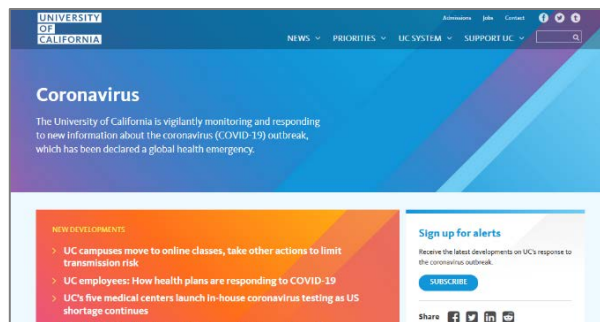 UNIVERSITY
OF
CALIFORNIA
Admissions Jobs Contact
NEWS PRIORITIES UC SYSTEM SUPPORT UC
Coronavirus
The University of California is vigilantly monitoring and responding
to new information about the coronavirus (COVID-19) outbreak,
which has been declared a global health emergency.
NEW DEVELOPMENTS
> UC campuses move to online classes, take other actions to limit
transmission risk
> UC employees: How health plans are responding to COVID-19
> UC's five medical centers launch in-house coronavirus testing as US
shortage continues
Sign up for alerts
Receive the latest developments on UC's response to
the coronavirus outbreak.
SUBSCRIBE
Share